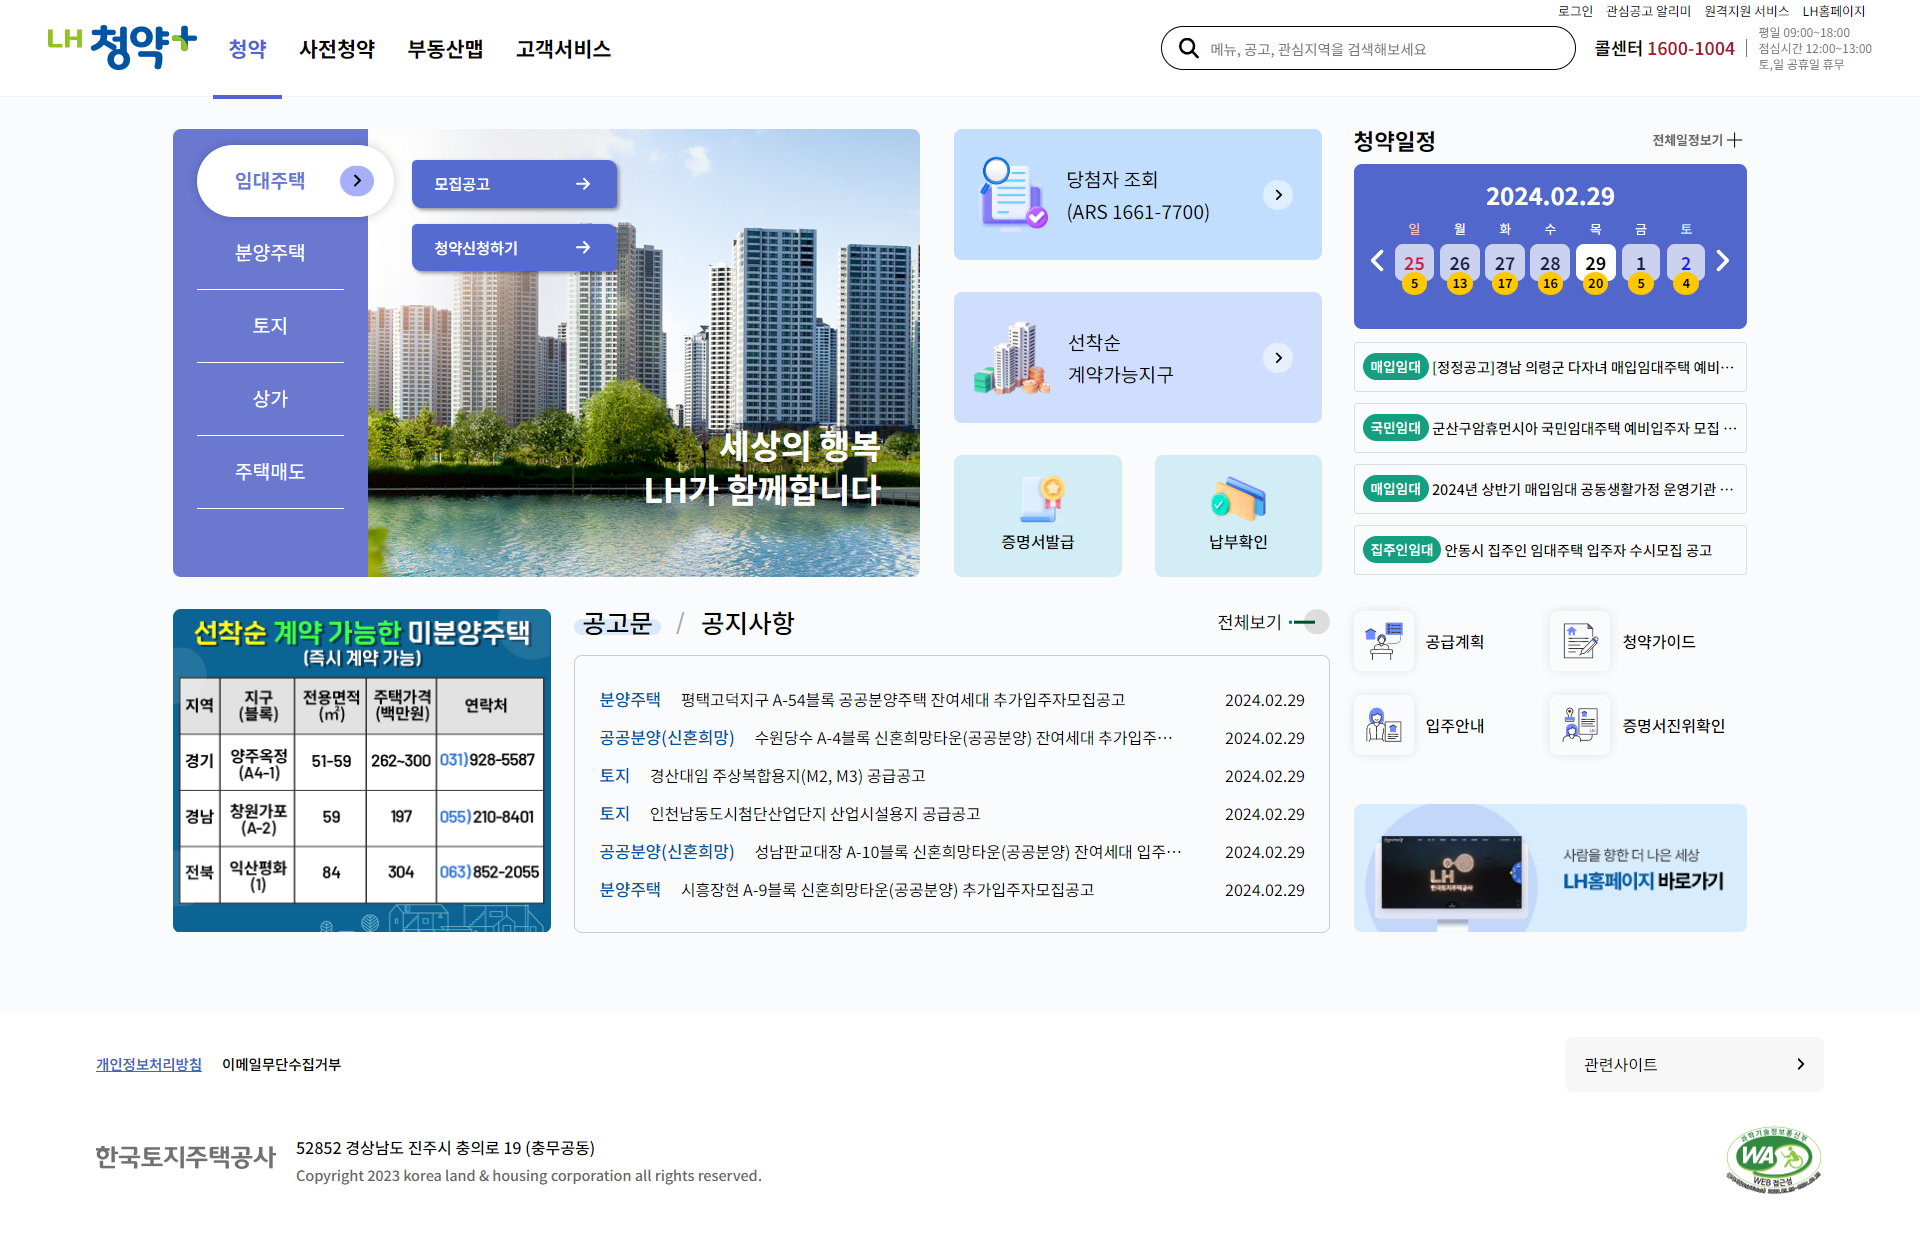 로그인 관심공고 알리미 원격지원 서비스 LH홈페이지
LH 청약+
청약 사전청약 부동산맵 고객서비스
메뉴, 공고, 관심지역을 검색해보세요
콜센터 1600-1004
평일 09:00~18:00
점심시간 12:00~13:00
토,일 공휴일 휴무
임대주택
분양주택
토지
상가
주택매도
모집공고
청약신청하기
세상의 행복
LH가 함께합니다
당첨자 조회
(ARS 1661-7700)
선착순
계약가능지구
증명서발급
납부확인
청약일정
전체일정보기
2024.02.29
일 월 화 수 목 금 토
25 26 27 28 29 1 2
5 13 17 16 20 5 4
매입임대 [정정공고]경남 의령군 다자녀 매입임대주택 예비…
국민임대 군산구암휴먼시아 국민임대주택 예비입주자 모집 …
매입임대 2024년 상반기 매입임대 공동생활가정 운영기관 …
집주인임대 안동시 집주인 임대주택 입주자 수시모집 공고
선착순 계약 가능한 미분양주택
(즉시 계약 가능)
지역 지구(블록) 전용면적(㎡) 주택가격(백만원) 연락처
경기 양주옥정(A4-1) 51-59 262~300 031)928-5587
경남 창원가포(A-2) 59 197 055)210-8401
전북 익산평화(1) 84 304 063)852-2055
공고문 / 공지사항
전체보기
분양주택 평택고덕지구 A-54블록 공공분양주택 잔여세대 추가입주자모집공고 2024.02.29
공공분양(신혼희망) 수원당수 A-4블록 신혼희망타운(공공분양) 잔여세대 추가입주… 2024.02.29
토지 경산대임 주상복합용지(M2, M3) 공급공고 2024.02.29
토지 인천남동도시첨단산업단지 산업시설용지 공급공고 2024.02.29
공공분양(신혼희망) 성남판교대장 A-10블록 신혼희망타운(공공분양) 잔여세대 입주… 2024.02.29
분양주택 시흥장현 A-9블록 신혼희망타운(공공분양) 추가입주자모집공고 2024.02.29
공급계획
청약가이드
입주안내
증명서진위확인
LH
한국토지주택공사
사람을 향한 더 나은 세상
LH홈페이지 바로가기
개인정보처리방침 이메일무단수집거부
관련사이트
한국토지주택공사
52852 경상남도 진주시 충의로 19 (충무공동)
Copyright 2023 korea land & housing corporation all rights reserved.
과학기술정보통신부
WA
WEB 접근성